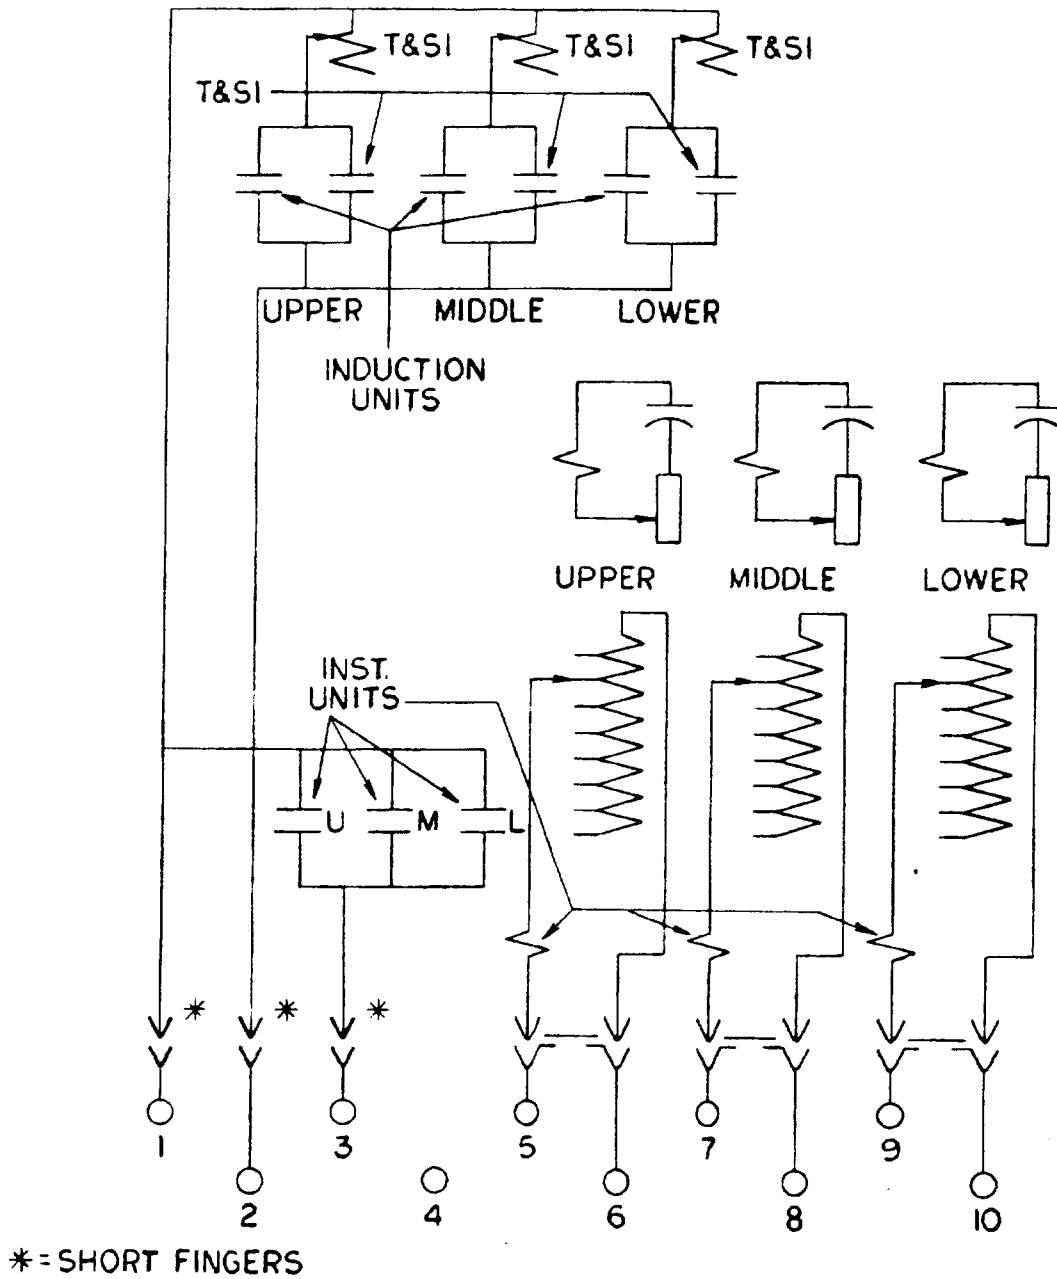 T&SI T&SI T&SI
T&SI
UPPER MIDDLE LOWER
INDUCTION
UNITS
UPPER MIDDLE LOWER
INST.
UNITS
U M L
* * *
1 3 5 7 9
2 4 6 8 10
*=SHORT FINGERS